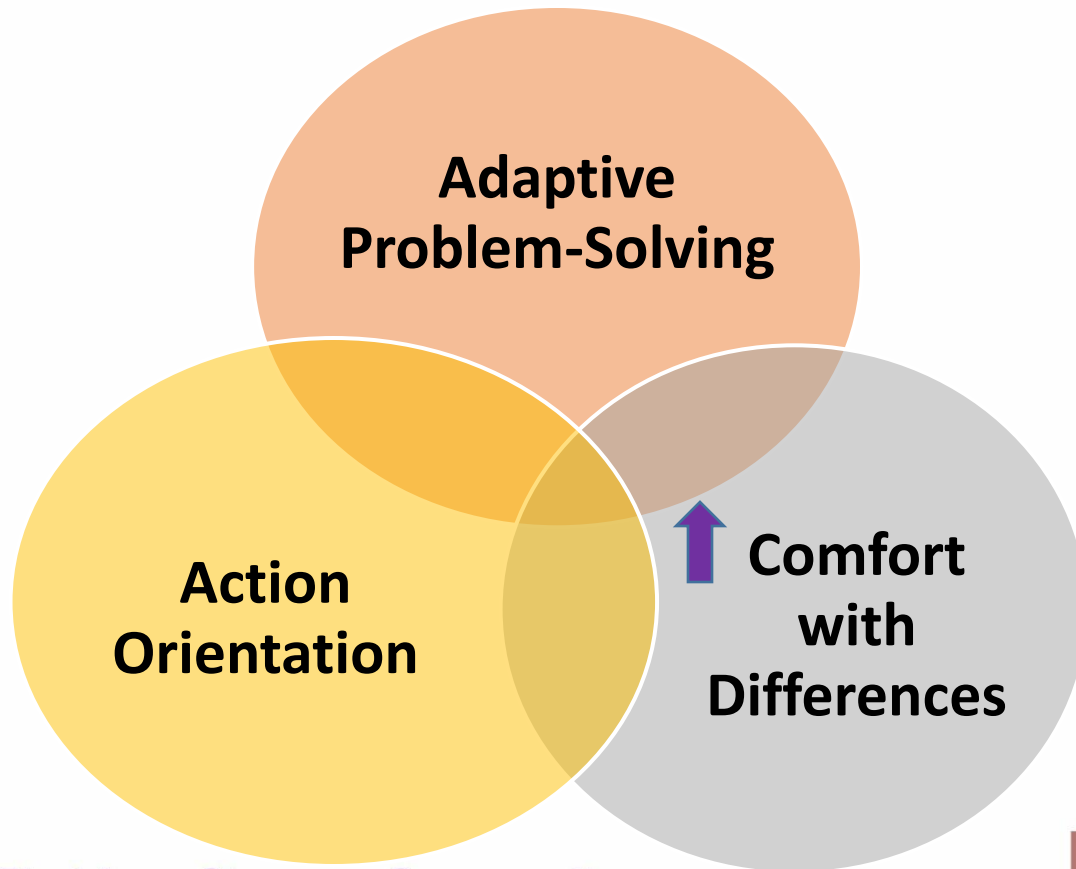 Adaptive
Problem-Solving
Action
Orientation
Comfort
with
Differences